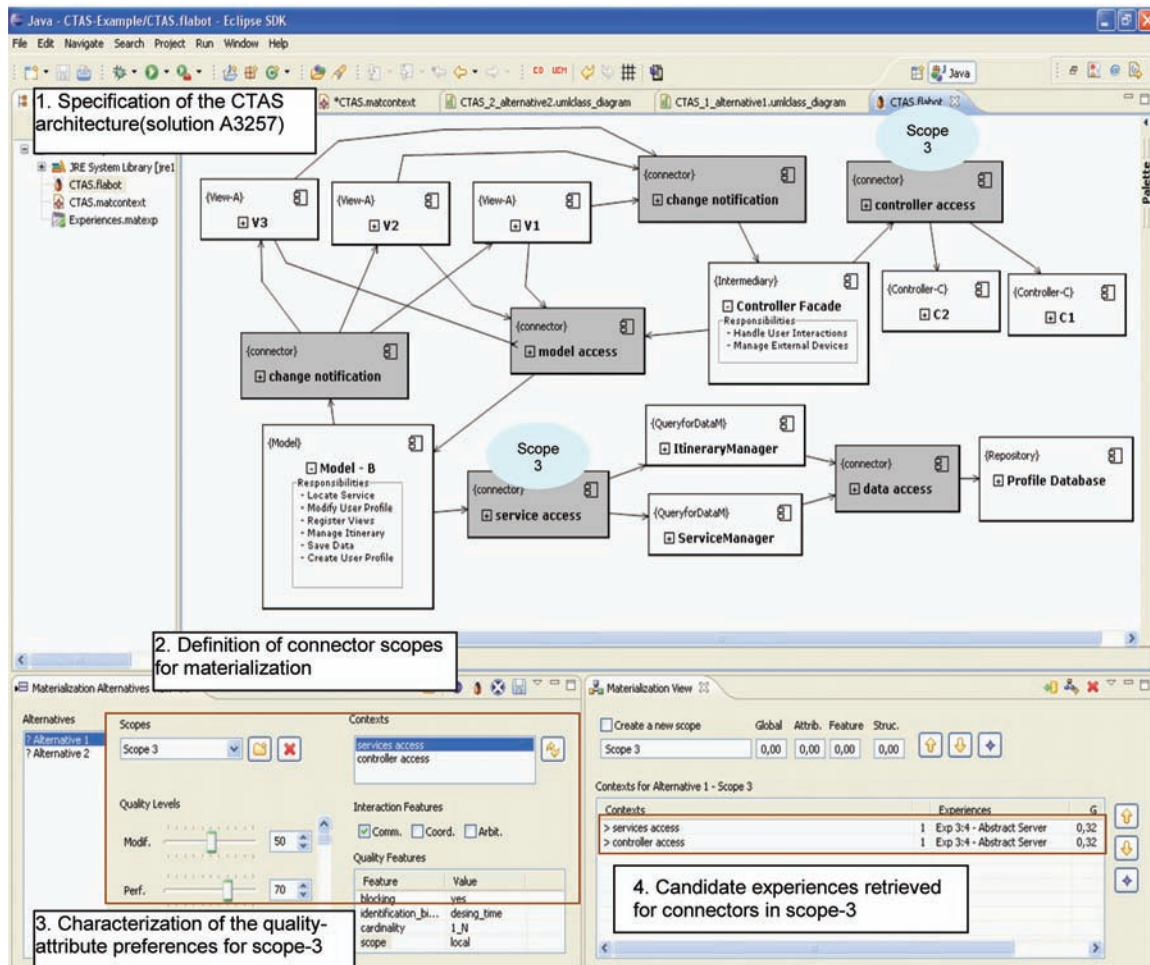 Java - CTAS-Example/CTAS.flabot - Eclipse SDK
File Edit Navigate Search Project Run Window Help
CD UCM
Java
1. Specification of the CTAS
architecture(solution A3257)
*CTAS.matcontext
CTAS_2_alternative2.umlclass_diagram
CTAS_1_alternative1.umlclass_diagram
CTAS.flabot
Palette
JRE System Library [jre1
CTAS.flabot
CTAS.matcontext
Experiences.matexp
Scope
3
{View-A}
V3
{View-A}
V2
{View-A}
V1
{connector}
change notification
{connector}
controller access
{Intermediary}
Controller Facade
Responsibilities
- Handle User Interactions
- Manage External Devices
{Controller-C}
C2
{Controller-C}
C1
{connector}
model access
{connector}
change notification
{Model}
Model - B
Responsibilities
- Locate Service
- Modify User Profile
- Register Views
- Manage Itinerary
- Save Data
- Create User Profile
Scope
3
{connector}
service access
{QueryforDataM}
ItineraryManager
{QueryforDataM}
ServiceManager
{connector}
data access
{Repository}
Profile Database
2. Definition of connector scopes
for materialization
Materialization Alternatives
Alternatives
? Alternative 1
? Alternative 2
Scopes
Scope 3
Contexts
services access
controller access
Quality Levels
Modif.
50
Perf.
70
Interaction Features
Comm. Coord. Arbit.
Quality Features
Feature Value
blocking yes
identification_bi... desing_time
cardinality 1_N
scope local
3. Characterization of the quality-
attribute preferences for scope-3
Materialization View
Create a new scope Global Attrib. Feature Struc.
Scope 3 0,00 0,00 0,00 0,00
Contexts for Alternative 1 - Scope 3
Contexts Experiences G
> services access 1 Exp 3:4 - Abstract Server 0,32
> controller access 1 Exp 3:4 - Abstract Server 0,32
4. Candidate experiences retrieved
for connectors in scope-3